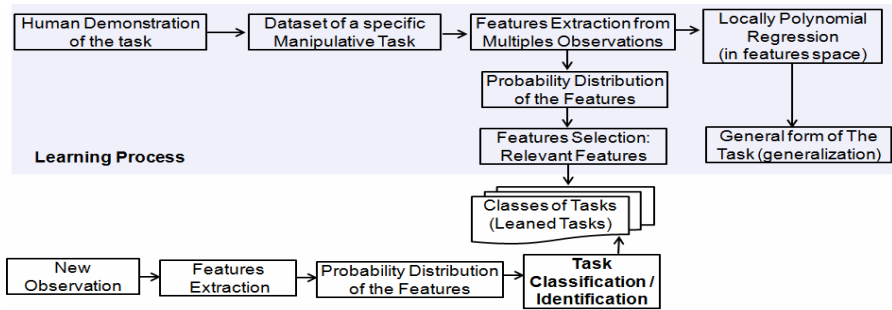 Human Demonstration
of the task
Dataset of a specific
Manipulative Task
Features Extraction from
Multiples Observations
Locally Polynomial
Regression
(in features space)
Probability Distribution
of the Features
Features Selection:
Relevant Features
General form of The
Task (generalization)
Learning Process
Classes of Tasks
(Leaned Tasks)
New
Observation
Features
Extraction
Probability Distribution
of the Features
Task
Classification /
Identification